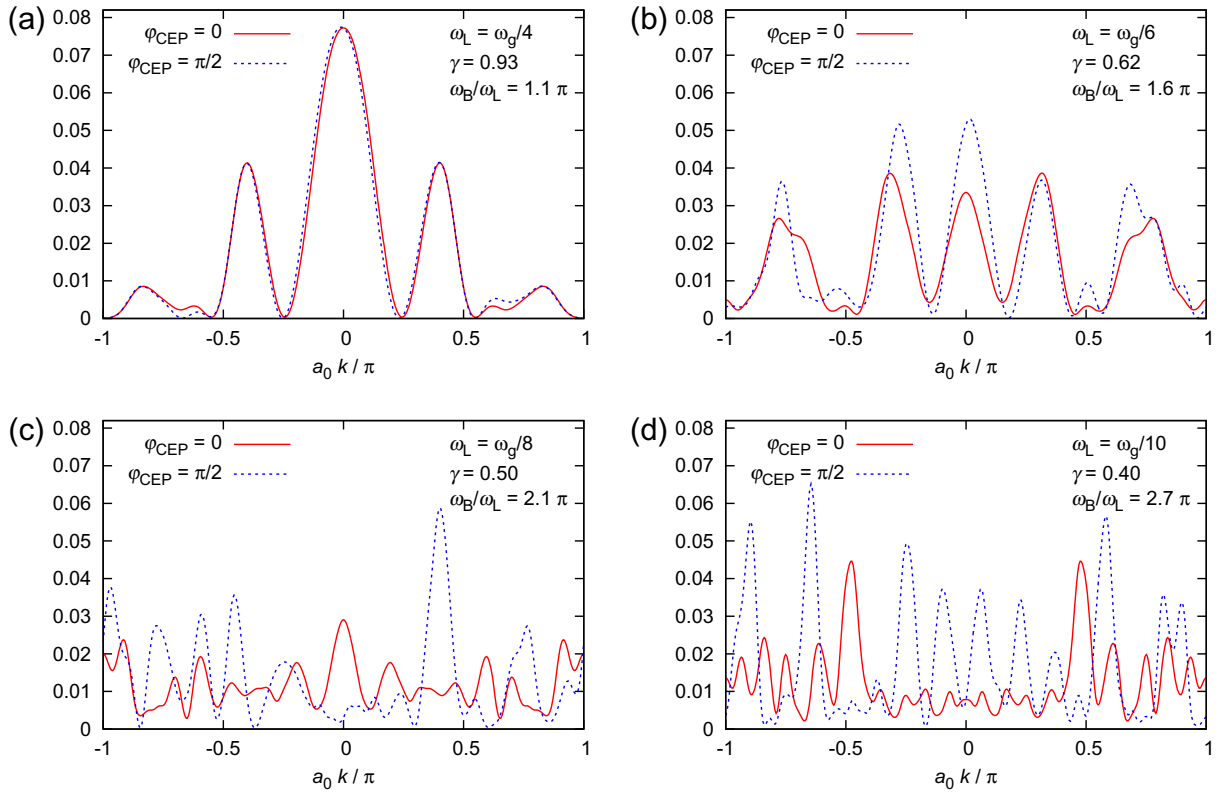 (a)
φCEP = 0
φCEP = π/2
ωL = ωg/4
γ = 0.93
ωB/ωL = 1.1 π
0.08
0.07
0.06
0.05
0.04
0.03
0.02
0.01
0
-1 -0.5 0 0.5 1
a0 k / π
(b)
φCEP = 0
φCEP = π/2
ωL = ωg/6
γ = 0.62
ωB/ωL = 1.6 π
0.08
0.07
0.06
0.05
0.04
0.03
0.02
0.01
0
-1 -0.5 0 0.5 1
a0 k / π
(c)
φCEP = 0
φCEP = π/2
ωL = ωg/8
γ = 0.50
ωB/ωL = 2.1 π
0.08
0.07
0.06
0.05
0.04
0.03
0.02
0.01
0
-1 -0.5 0 0.5 1
a0 k / π
(d)
φCEP = 0
φCEP = π/2
ωL = ωg/10
γ = 0.40
ωB/ωL = 2.7 π
0.08
0.07
0.06
0.05
0.04
0.03
0.02
0.01
0
-1 -0.5 0 0.5 1
a0 k / π